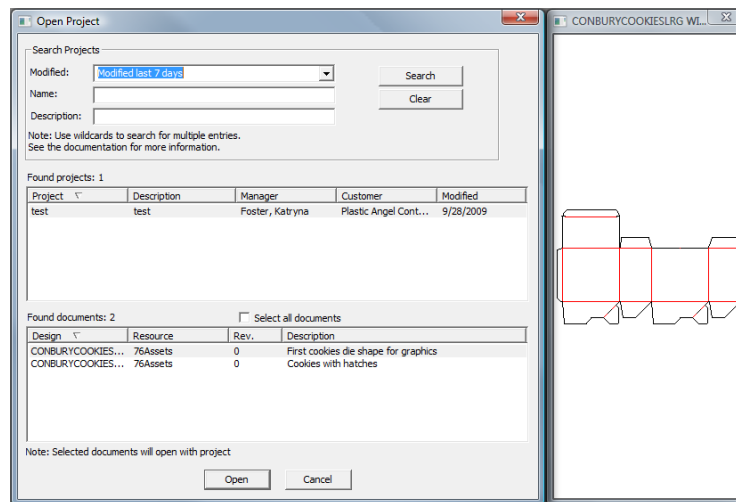 Open Project
CONBURYCOOKIESLRG WI...
Search Projects
Modified: Modified last 7 days
Search
Name:
Clear
Description:
Note: Use wildcards to search for multiple entries.
See the documentation for more information.
Found projects: 1
Project Description Manager Customer Modified
test test Foster, Katryna Plastic Angel Cont... 9/28/2009
Found documents: 2 Select all documents
Design Resource Rev. Description
CONBURYCOOKIES... 76Assets 0 First cookies die shape for graphics
CONBURYCOOKIES... 76Assets 0 Cookies with hatches
Note: Selected documents will open with project
Open Cancel